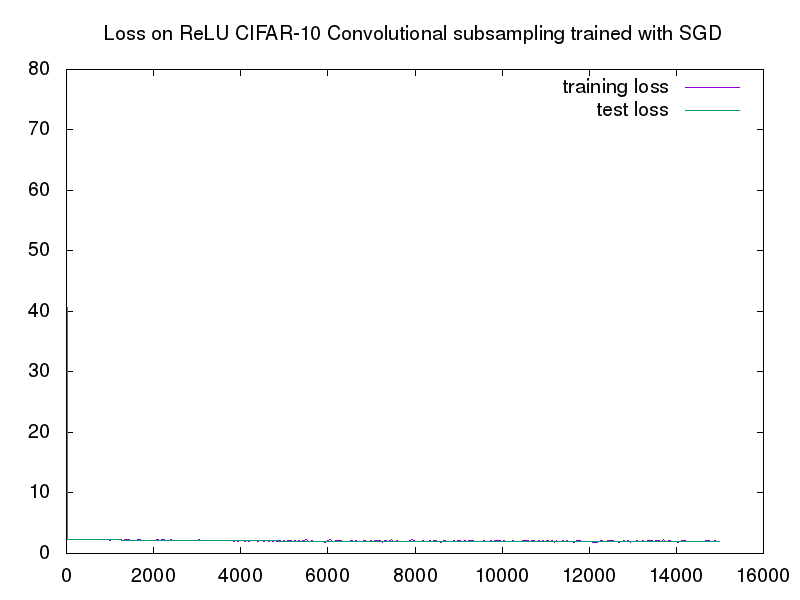 Loss on ReLU CIFAR-10 Convolutional subsampling trained with SGD
80
training loss
test loss
70
60
50
40
30
20
10
0
0 2000 4000 6000 8000 10000 12000 14000 16000